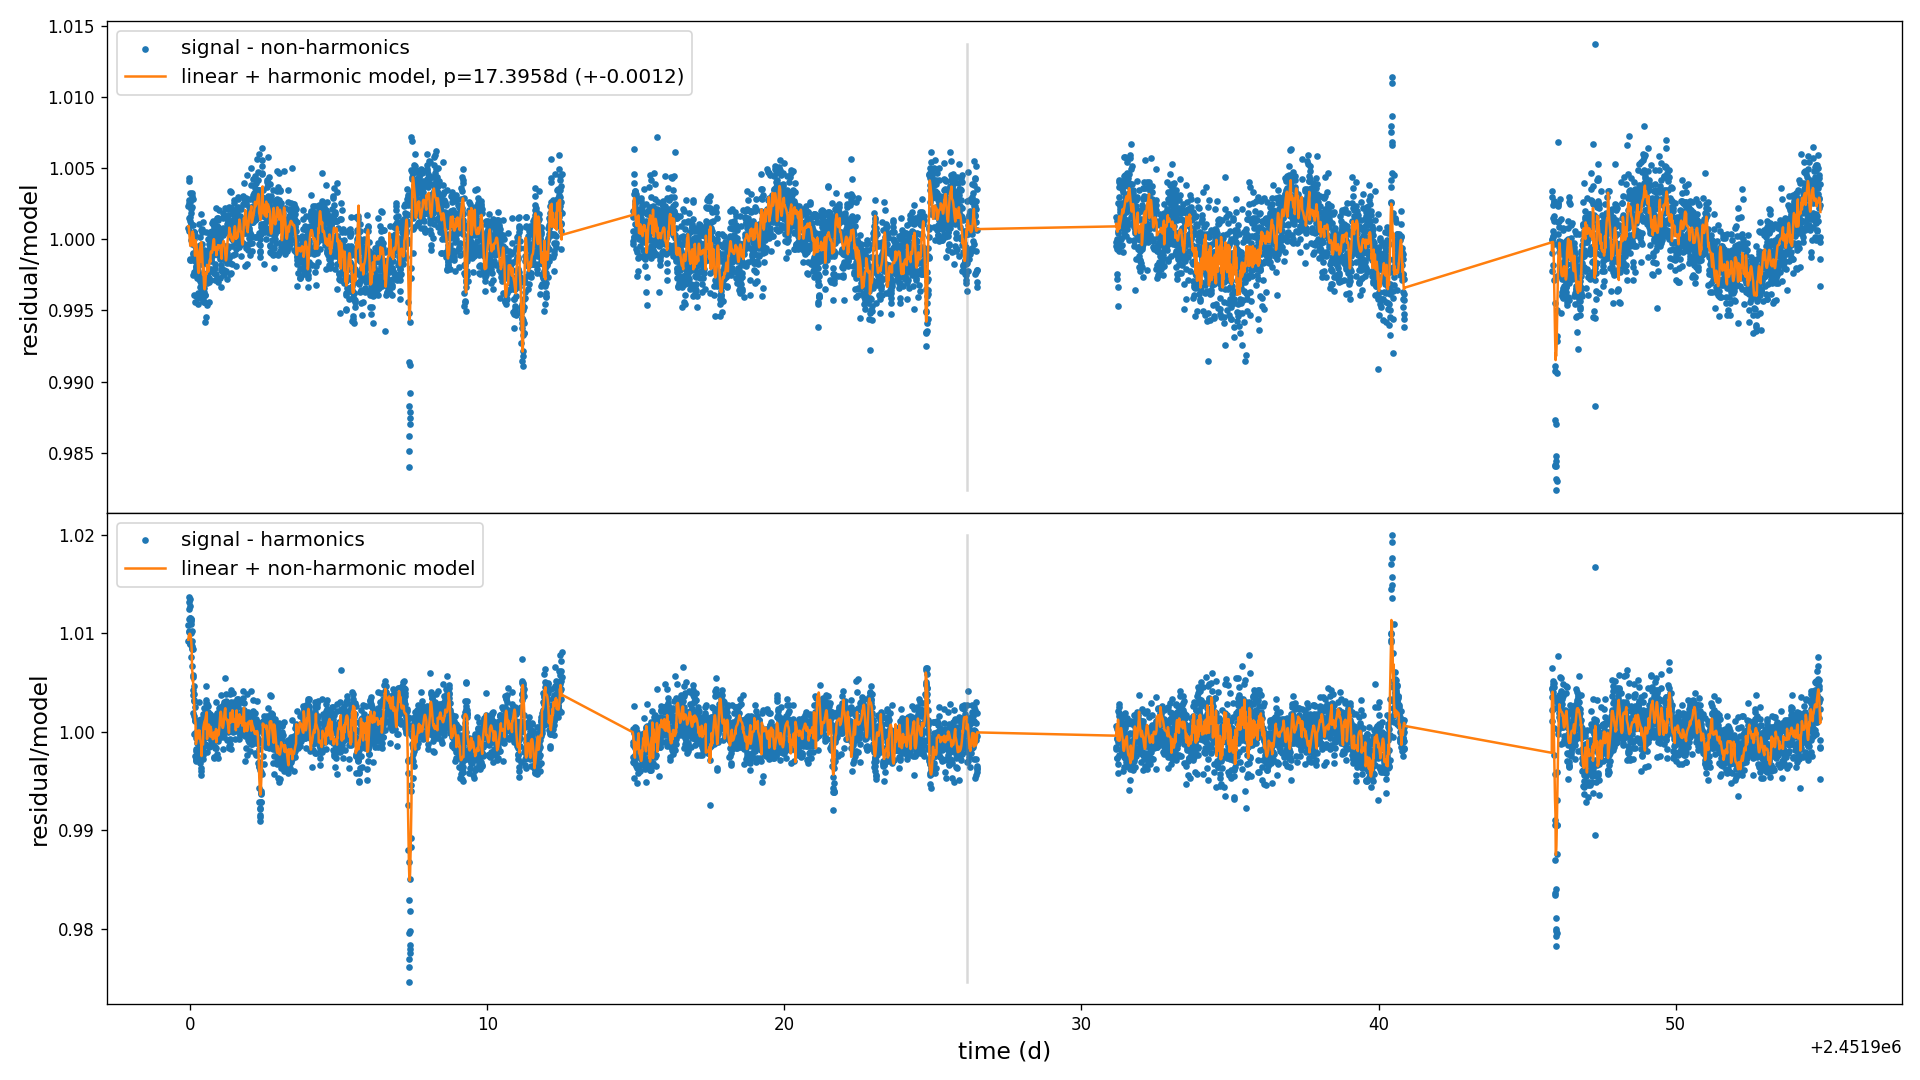 1.015
1.010
1.005
1.000
0.995
0.990
0.985
residual/model
signal - non-harmonics
linear + harmonic model, p=17.3958d (+-0.0012)
1.02
1.01
1.00
0.99
0.98
residual/model
signal - harmonics
linear + non-harmonic model
0 10 20 30 40 50
time (d)
+2.4519e6